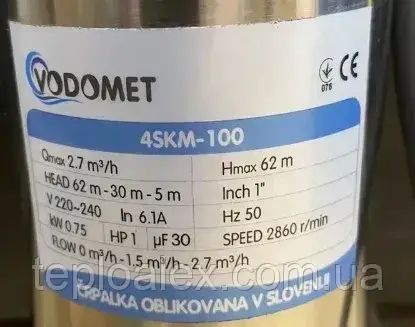 VODOMET
076 CE
4SKM-100
Qmax 2.7 m³/h
HEAD 62 m - 30 m - 5 m
V 220~240 In 6.1A
kW 0.75 HP 1 µF 30
FLOW 0 m³/h -1.5 m³/h - 2.7 m³/h
Hmax 62 m
Inch 1"
Hz 50
SPEED 2860 r/min
ČRPALKA OBLIKOVANA V SLOVENIJI
teploalex.com.ua